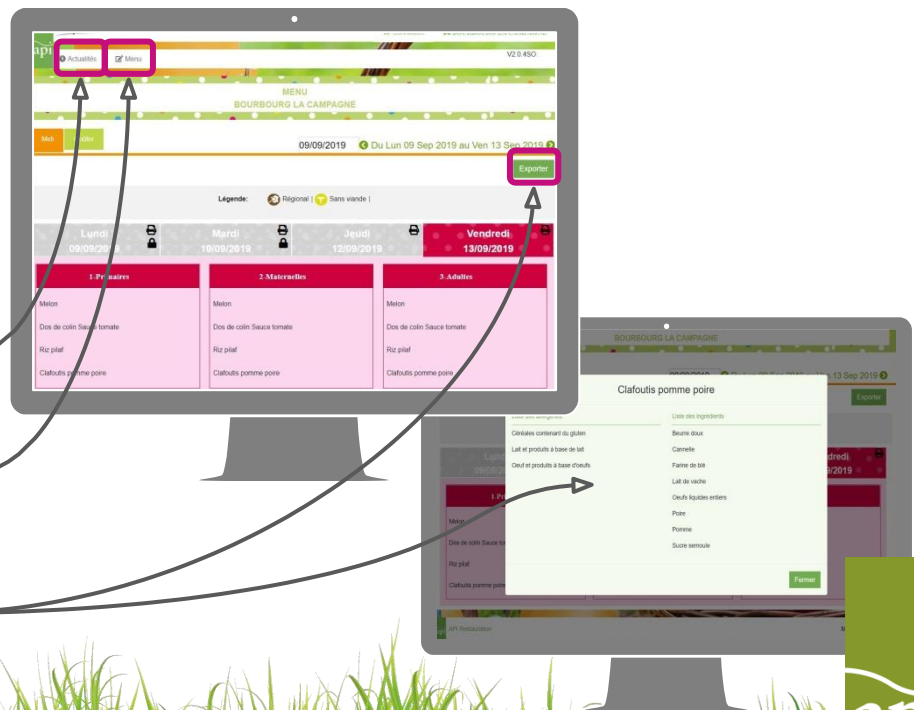 api
Actualités Menu
V2.0.4SO
MENU
BOURBOURG LA CAMPAGNE
Midi
09/09/2019 Du Lun 09 Sep 2019 au Ven 13 Sep 2019
Exporter
Légende: Régional | Sans viande |
Lundi Mardi Jeudi Vendredi
09/09/2019 10/09/2019 12/09/2019 13/09/2019
1-Primaires 2-Maternelles 3-Adultes
Melon Melon Melon
Dos de colin Sauce tomate Dos de colin Sauce tomate Dos de colin Sauce tomate
Riz pilaf Riz pilaf Riz pilaf
Clafoutis pomme poire Clafoutis pomme poire Clafoutis pomme poire
BOURBOURG LA CAMPAGNE
13 Sep 2019
Exporter
Clafoutis pomme poire
Liste des ingrédients
Céréales contenant du gluten Beurre doux
Lait et produits à base de lait Cannelle
Oeuf et produits à base d'oeufs Farine de blé
Lait de vache
Oeufs liquides entiers
Poire
Pomme
Sucre semoule
Fermer
Melon
Dos de colin Sauce
Riz pilaf
Clafoutis pomme poire
API Restauration